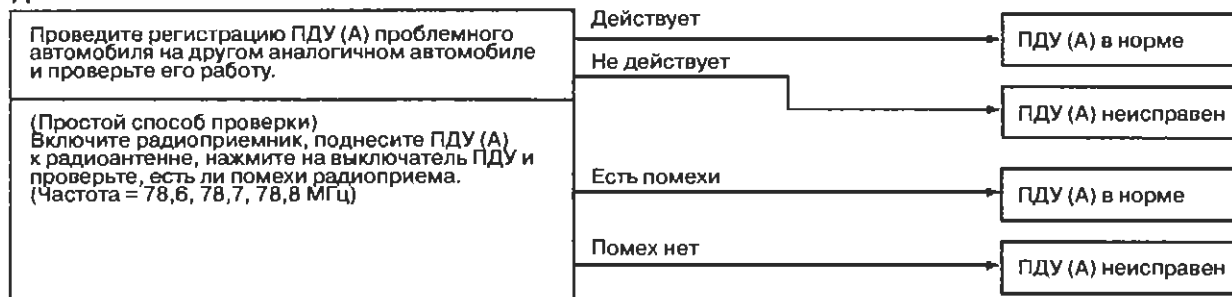 Проведите регистрацию ПДУ (А) проблемного
автомобиля на другом аналогичном автомобиле
и проверьте его работу.
Действует
ПДУ (А) в норме
Не действует
ПДУ (А) неисправен
(Простой способ проверки)
Включите радиоприемник, поднесите ПДУ (А)
к радиоантенне, нажмите на выключатель ПДУ и
проверьте, есть ли помехи радиоприема.
(Частота = 78,6, 78,7, 78,8 МГц)
Есть помехи
ПДУ (А) в норме
Помех нет
ПДУ (А) неисправен